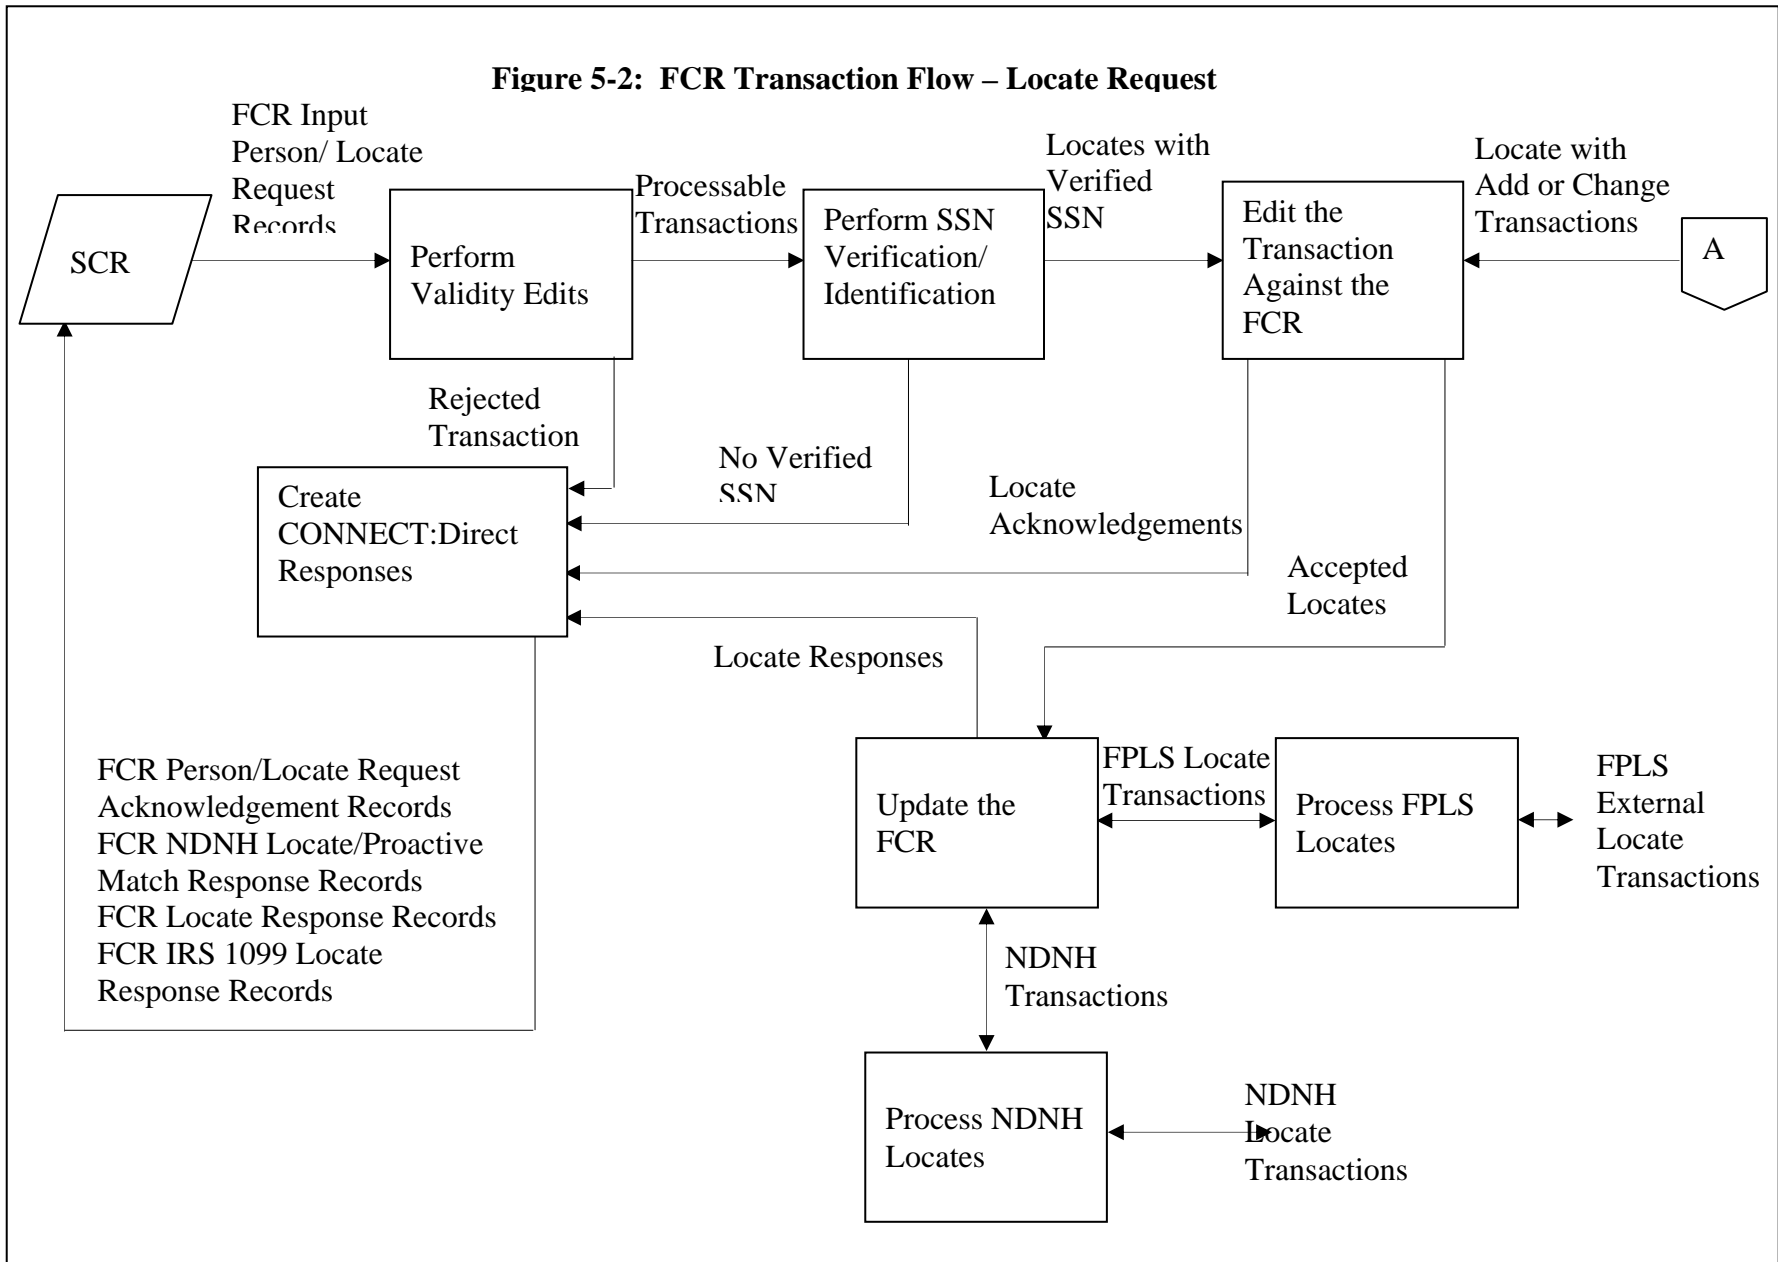 Figure 5-2: FCR Transaction Flow – Locate Request
FCR Input
Person/ Locate
Request
Records
SCR
Perform
Validity Edits
Processable
Transactions
Perform SSN
Verification/
Identification
Locates with
Verified
SSN
Edit the
Transaction
Against the
FCR
Locate with
Add or Change
Transactions
A
Rejected
Transaction
No Verified
SSN
Locate
Acknowledgements
Accepted
Locates
Create
CONNECT:Direct
Responses
Locate Responses
FCR Person/Locate Request
Acknowledgement Records
FCR NDNH Locate/Proactive
Match Response Records
FCR Locate Response Records
FCR IRS 1099 Locate
Response Records
Update the
FCR
FPLS Locate
Transactions
Process FPLS
Locates
FPLS
External
Locate
Transactions
NDNH
Transactions
Process NDNH
Locates
NDNH
Locate
Transactions